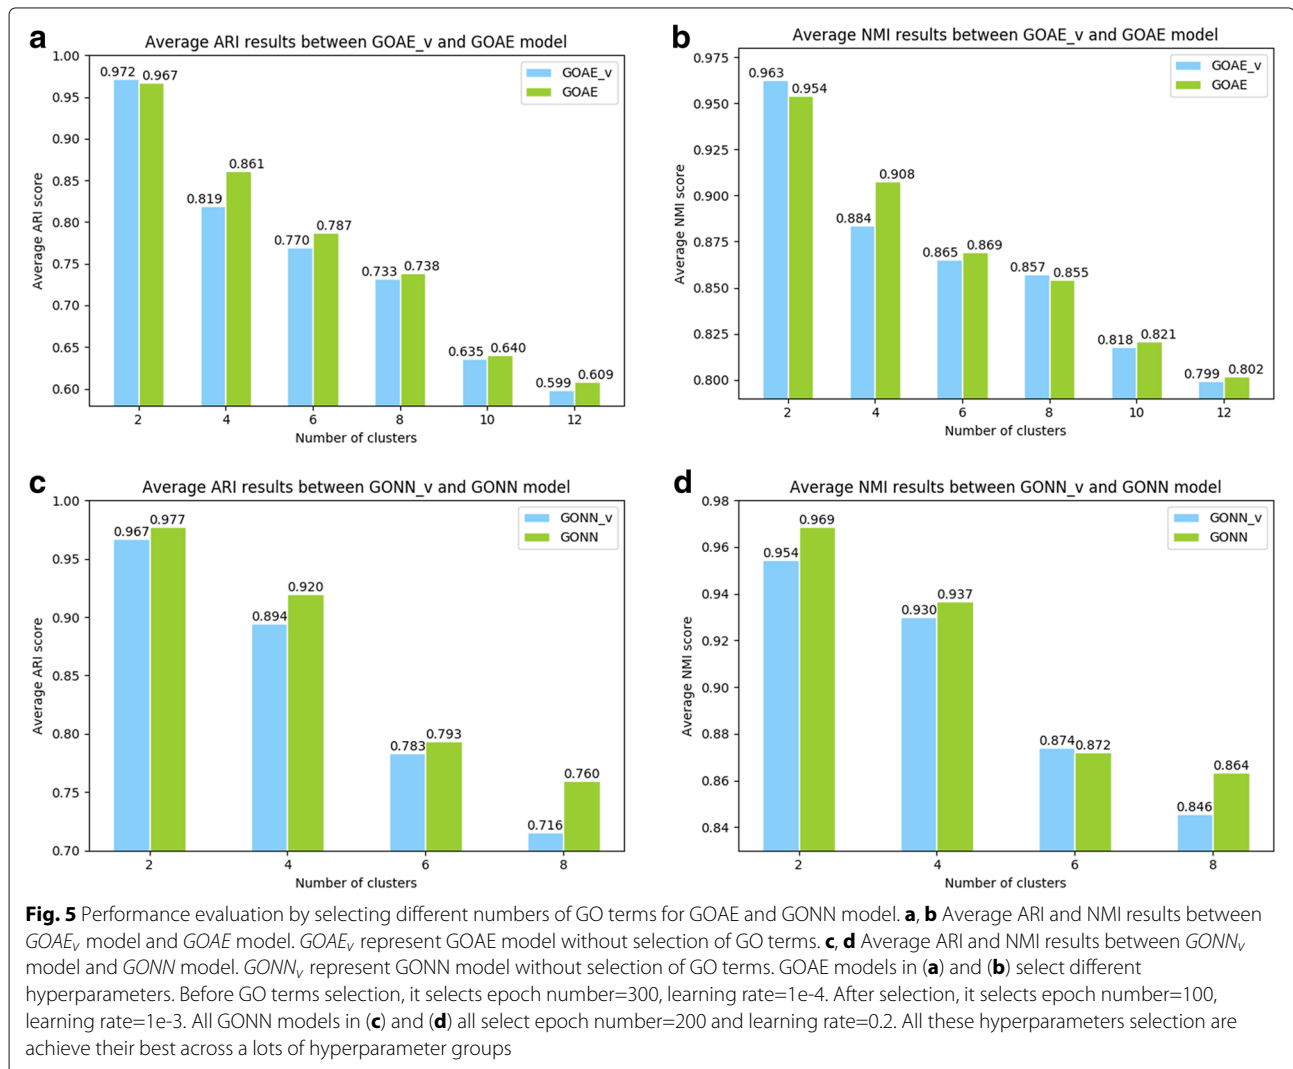 a
Average ARI results between GOAE_v and GOAE model
1.00
0.95
0.90
0.85
0.80
0.75
0.70
0.65
0.60
Average ARI score
GOAE_v
GOAE
0.972
0.967
0.819
0.861
0.770
0.787
0.733
0.738
0.635
0.640
0.599
0.609
2 4 6 8 10 12
Number of clusters
b
Average NMI results between GOAE_v and GOAE model
0.975
0.950
0.925
0.900
0.875
0.850
0.825
0.800
Average NMI score
GOAE_v
GOAE
0.963
0.954
0.884
0.908
0.865
0.869
0.857
0.855
0.818
0.821
0.799
0.802
2 4 6 8 10 12
Number of clusters
c
Average ARI results between GONN_v and GONN model
1.00
0.95
0.90
0.85
0.80
0.75
0.70
Average ARI score
GONN_v
GONN
0.967
0.977
0.894
0.920
0.783
0.793
0.716
0.760
2 4 6 8
Number of clusters
d
Average NMI results between GONN_v and GONN model
0.98
0.96
0.94
0.92
0.90
0.88
0.86
0.84
Average NMI score
GONN_v
GONN
0.954
0.969
0.930
0.937
0.874
0.872
0.846
0.864
2 4 6 8
Number of clusters
Fig. 5 Performance evaluation by selecting different numbers of GO terms for GOAE and GONN model. a, b Average ARI and NMI results between
GOAEv model and GOAE model. GOAEv represent GOAE model without selection of GO terms. c, d Average ARI and NMI results between GONNv
model and GONN model. GONNv represent GONN model without selection of GO terms. GOAE models in (a) and (b) select different
hyperparameters. Before GO terms selection, it selects epoch number=300, learning rate=1e-4. After selection, it selects epoch number=100,
learning rate=1e-3. All GONN models in (c) and (d) all select epoch number=200 and learning rate=0.2. All these hyperparameters selection are
achieve their best across a lots of hyperparameter groups